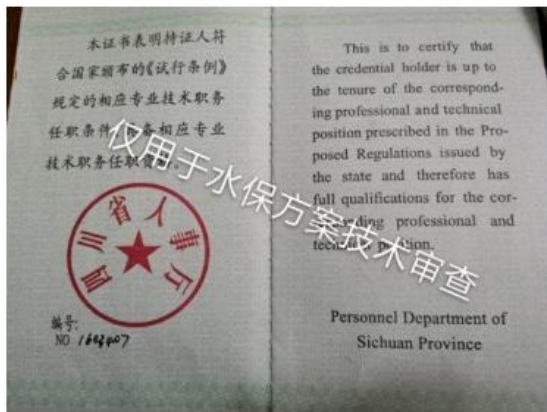 本证书表明持证人符
合国家颁布的《试行条例》
规定的相应专业技术职务
任职条件,具备相应专业
技术职务任职资格。
四川省人事厅
编号:
NO
This is to certify that
the credential holder is up to
the tenure of the correspond-
ing professional and technical
position prescribed in the Pro-
posed Regulations issued by
the state and therefore has
full qualifications for the cor-
responding professional and
technical position.
Personnel Department of
Sichuan Province
仅用于水保方案技术审查